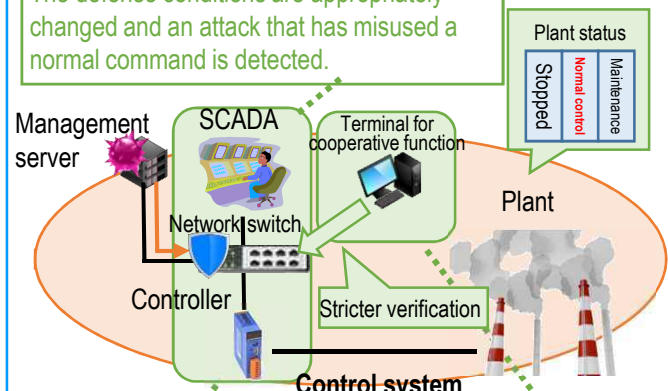 The defense conditions are appropriately
changed and an attack that has misused a
normal command is detected.
Plant status
Stopped
Normal control
Maintenance
Management
server
SCADA
Terminal for
cooperative function
Plant
Network switch
Controller
Stricter verification
Control system